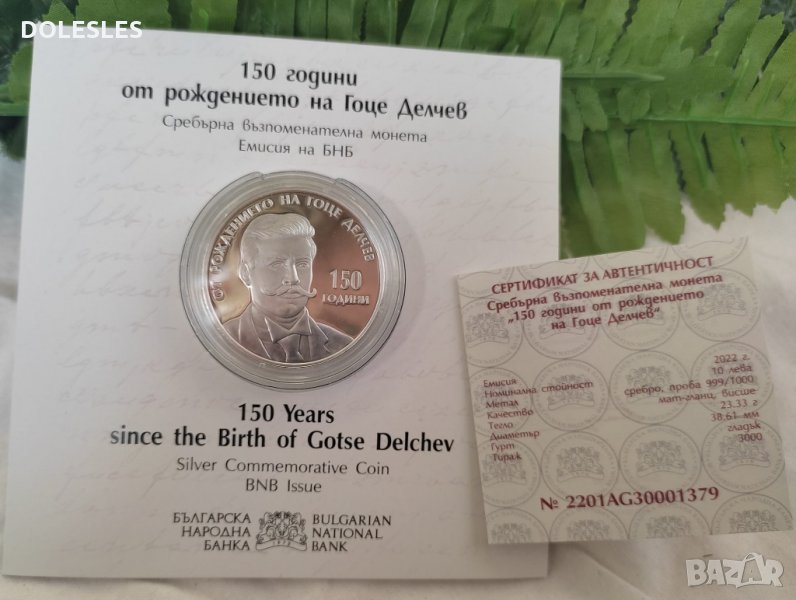 DOLESLES
150 години
от рождението на Гоце Делчев
Сребърна възпоменателна монета
Емисия на БНБ
ОТ РОЖДЕНИЕТО НА ГОЦЕ ДЕЛЧЕВ
150
ГОДИНИ
150 Years
since the Birth of Gotse Delchev
Silver Commemorative Coin
BNB Issue
БЪЛГАРСКА НАРОДНА БАНКА
BULGARIAN NATIONAL BANK
СЕРТИФИКАТ ЗА АВТЕНТИЧНОСТ
Сребърна възпоменателна монета
„150 години от рождението
на Гоце Делчев“
Емисия 2022 г.
Номинална стойност 10 лева
Метал сребро, проба 999/1000
Качество мат-гланц, висше
Тегло 23.33 г
Диаметър 38.61 мм
Гурт гладък
Тираж 3000
№ 2201AG30001379
BAZAR